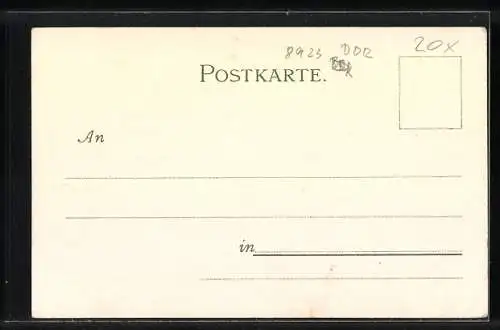 8923 DDR 20x
POSTKARTE.
An
in